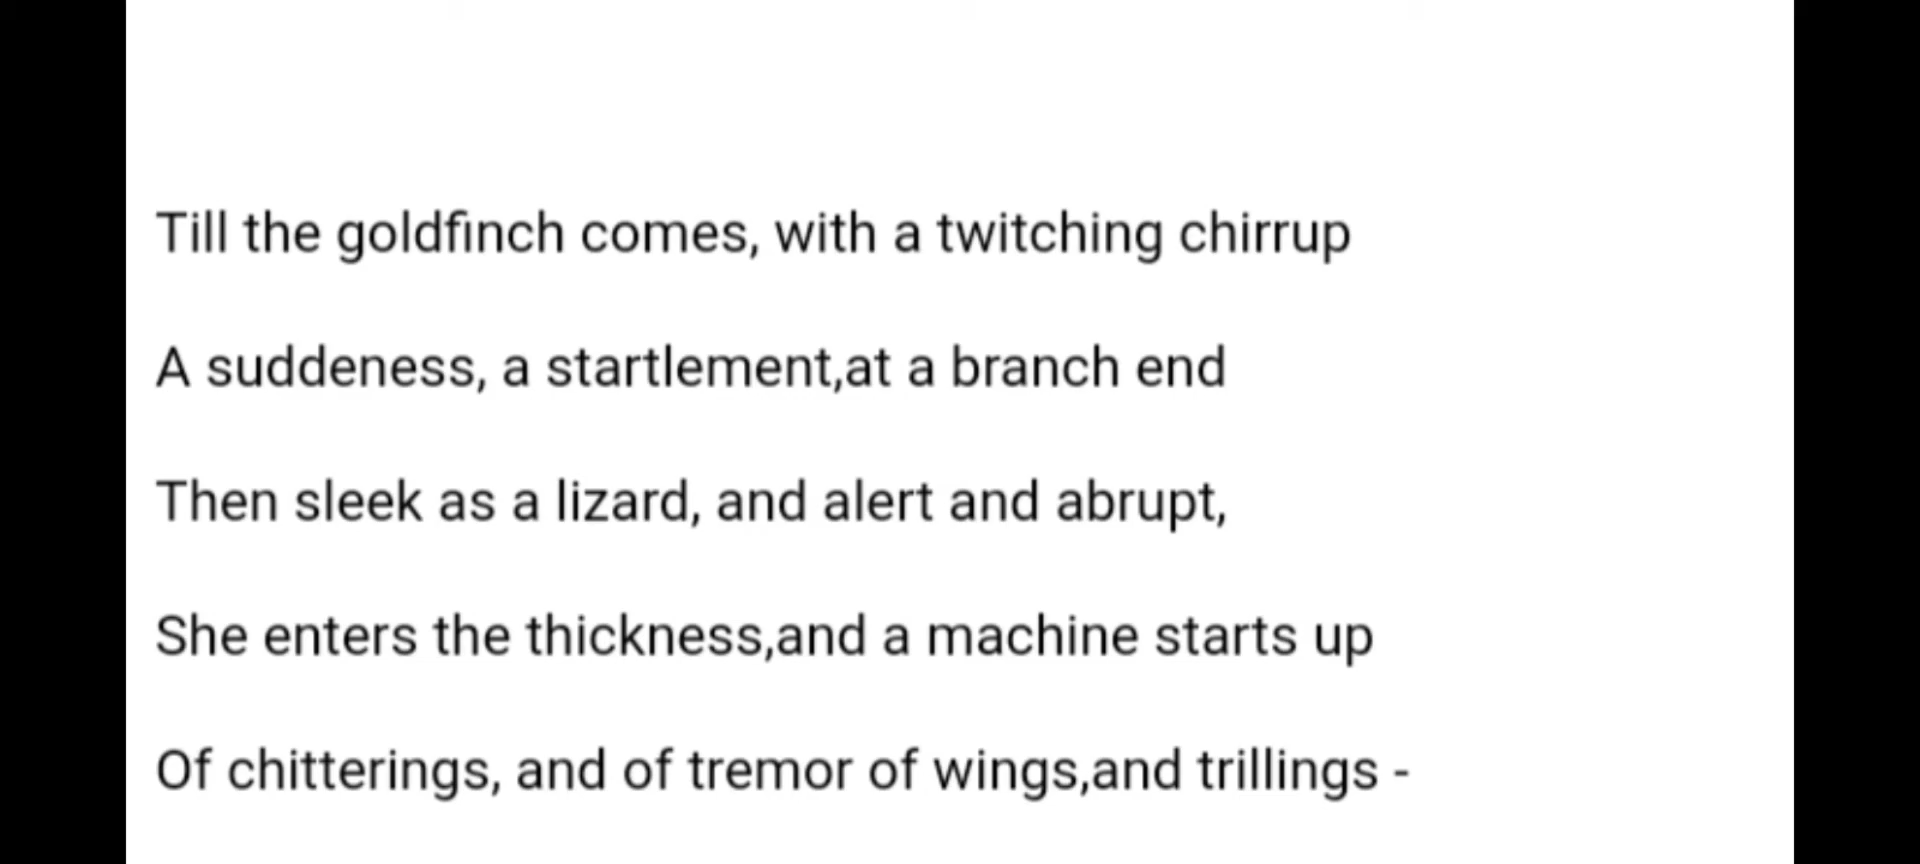 Till the goldfinch comes, with a twitching chirrup
A suddeness, a startlement,at a branch end
Then sleek as a lizard, and alert and abrupt,
She enters the thickness,and a machine starts up
Of chitterings, and of tremor of wings,and trillings -